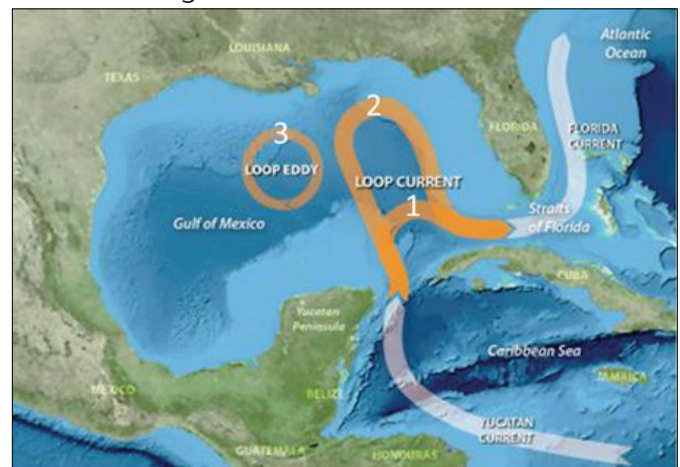 LOUISIANA
Atlantic
Ocean
TEXAS
2
3
FLORIDA
FLORIDA
CURRENT
LOOP EDDY
LOOP CURRENT
1
Gulf of Mexico
Straits
of Florida
CUBA
Yucatan
Peninsula
Caribbean Sea
JAMAICA
MEXICO
BELIZE
YUCATAN
CURRENT
GUATEMALA
HONDURAS